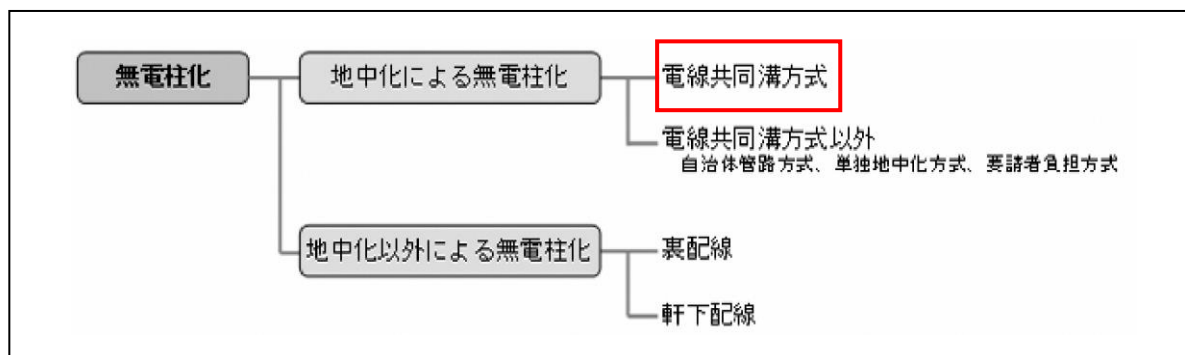 無電柱化
地中化による無電柱化
電線共同溝方式
電線共同溝方式以外
自治体管路方式、単独地中化方式、要請者負担方式
地中化以外による無電柱化
裏配線
軒下配線